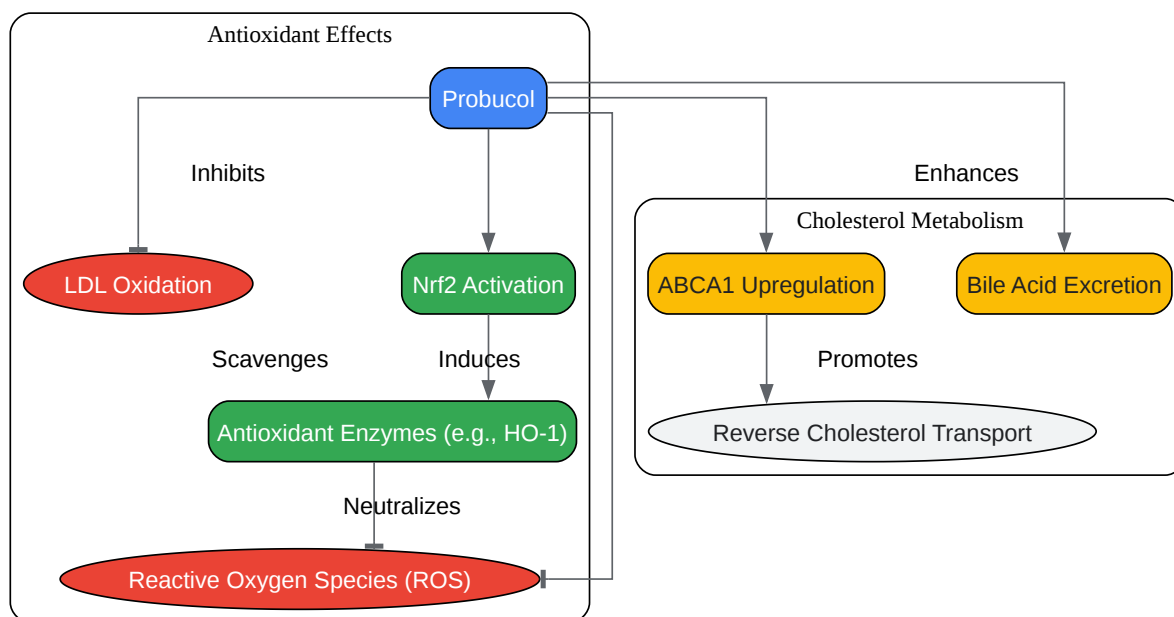 Antioxidant Effects
Probucol
Inhibits
Enhances
Cholesterol Metabolism
LDL Oxidation
Nrf2 Activation
ABCA1 Upregulation
Bile Acid Excretion
Scavenges
Induces
Promotes
Antioxidant Enzymes (e.g., HO-1)
Reverse Cholesterol Transport
Neutralizes
Reactive Oxygen Species (ROS)